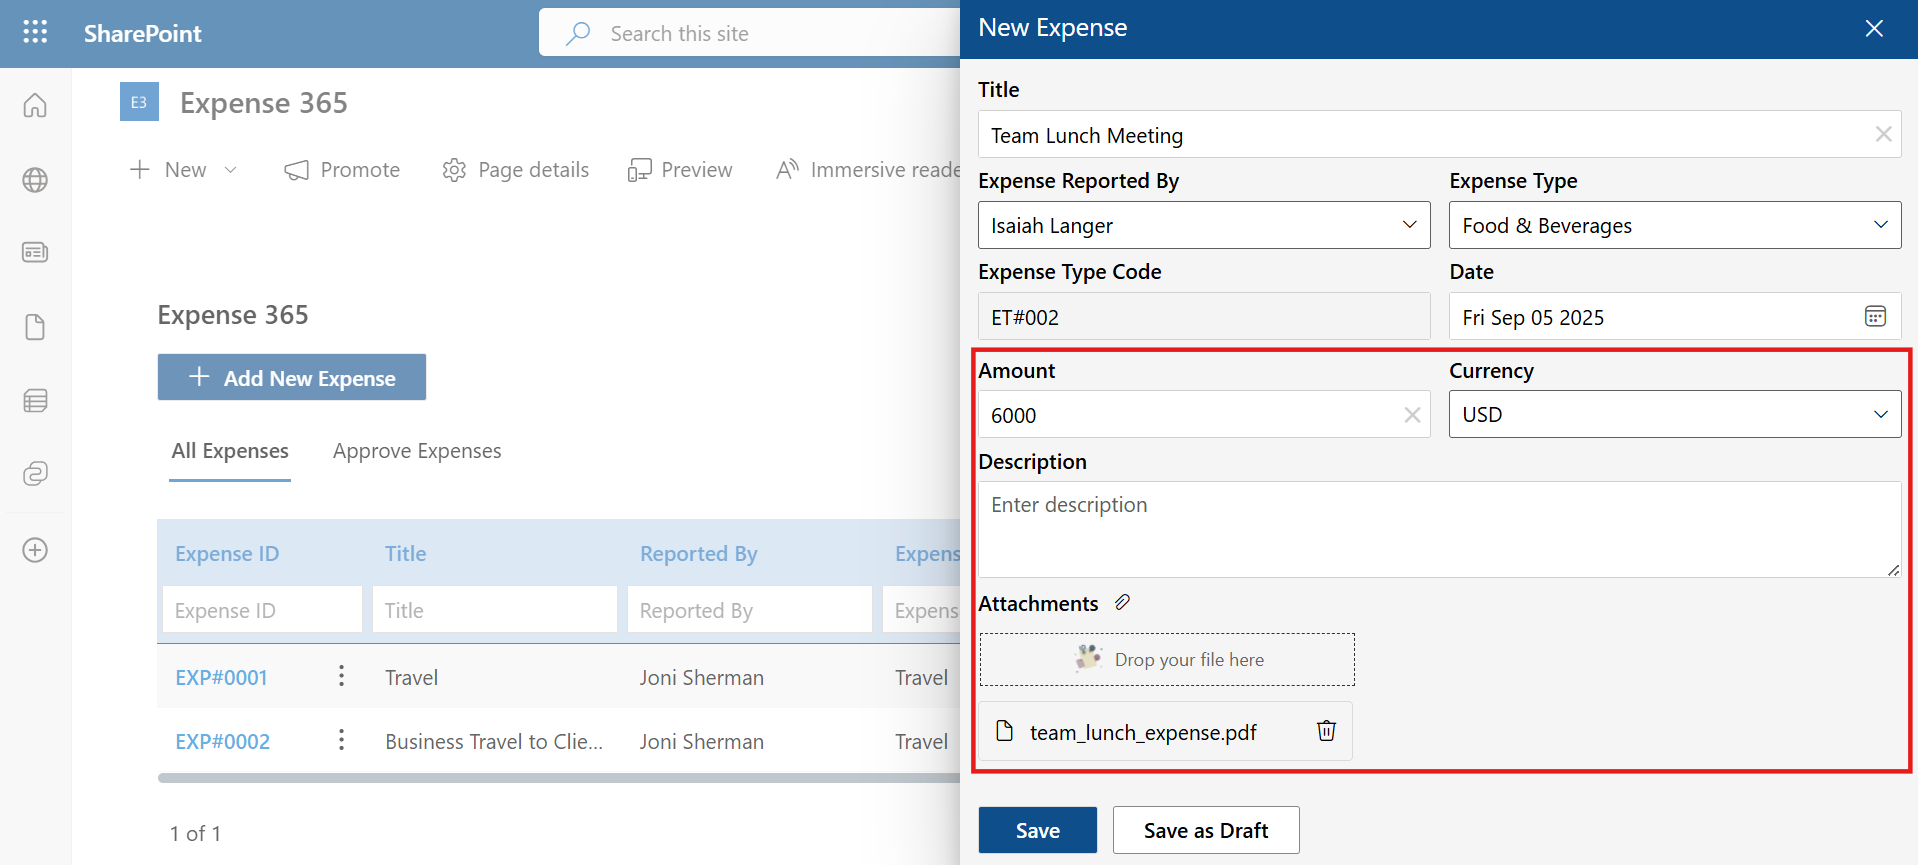 SharePoint
Search this site
E3
Expense 365
New
Promote
Page details
Preview
Immersive reade
Expense 365
Add New Expense
All Expenses
Approve Expenses
Expense ID
Title
Reported By
Expens
Expense ID
Title
Reported By
Expens
EXP#0001
Travel
Joni Sherman
Travel
EXP#0002
Business Travel to Clie...
Joni Sherman
Travel
1 of 1
New Expense
Title
Team Lunch Meeting
Expense Reported By
Expense Type
Isaiah Langer
Food & Beverages
Expense Type Code
Date
ET#002
Fri Sep 05 2025
Amount
Currency
6000
USD
Description
Enter description
Attachments
Drop your file here
team_lunch_expense.pdf
Save
Save as Draft